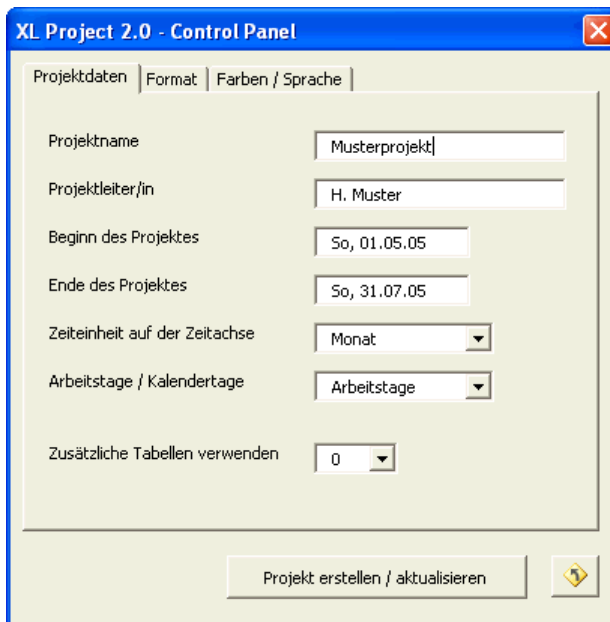 XL Project 2.0 - Control Panel
Projektdaten Format Farben / Sprache
Projektname Musterprojekt
Projektleiter/in H. Muster
Beginn des Projektes So, 01.05.05
Ende des Projektes So, 31.07.05
Zeiteinheit auf der Zeitachse Monat
Arbeitstage / Kalendertage Arbeitstage
Zusätzliche Tabellen verwenden 0
Projekt erstellen / aktualisieren